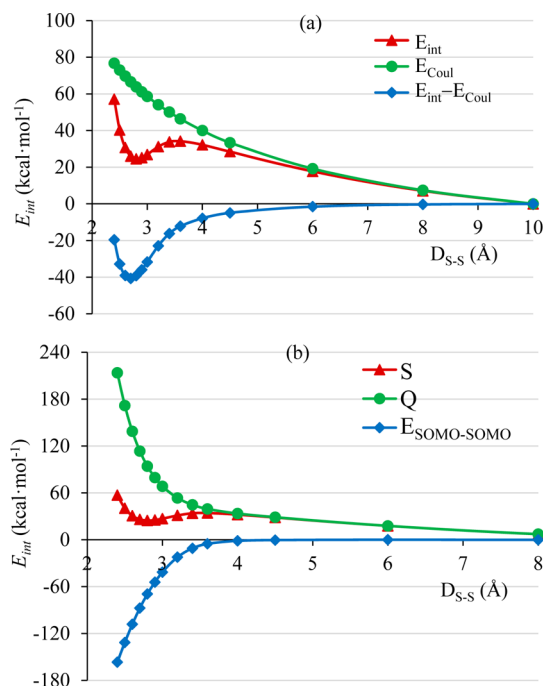 (a)
100
80
60
40
20
0
-20
-40
-60
E_int (kcal·mol⁻¹)
E_int
E_Coul
E_int−E_Coul
2 3 4 5 6 7 8 9 10
D_S-S (Å)
(b)
240
180
120
60
0
-60
-120
-180
E_int (kcal·mol⁻¹)
S
Q
E_SOMO-SOMO
2 3 4 5 6 7 8
D_S-S (Å)